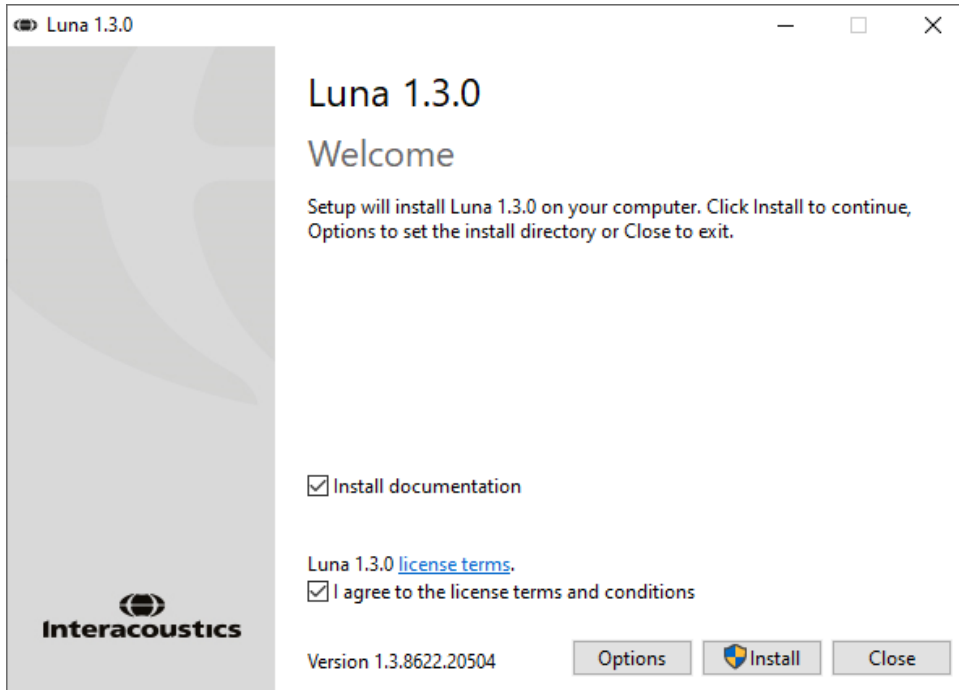 Luna 1.3.0
Luna 1.3.0
Welcome
Setup will install Luna 1.3.0 on your computer. Click Install to continue,
Options to set the install directory or Close to exit.
Install documentation
Luna 1.3.0 license terms.
I agree to the license terms and conditions
Interacoustics
Version 1.3.8622.20504
Options
Install
Close